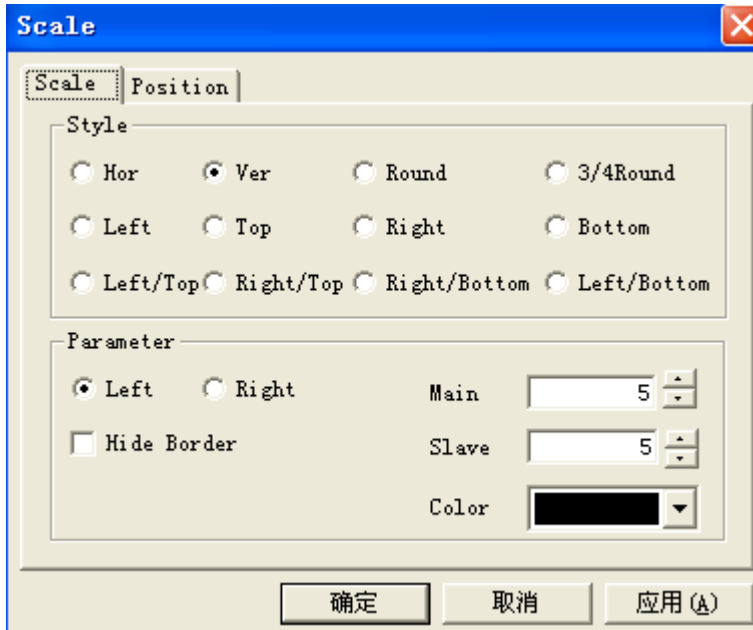 Scale
Scale Position
Style
Hor Ver Round 3/4Round
Left Top Right Bottom
Left/Top Right/Top Right/Bottom Left/Bottom
Parameter
Left Right Main 5
Hide Border Slave 5
Color
确定 取消 应用(A)